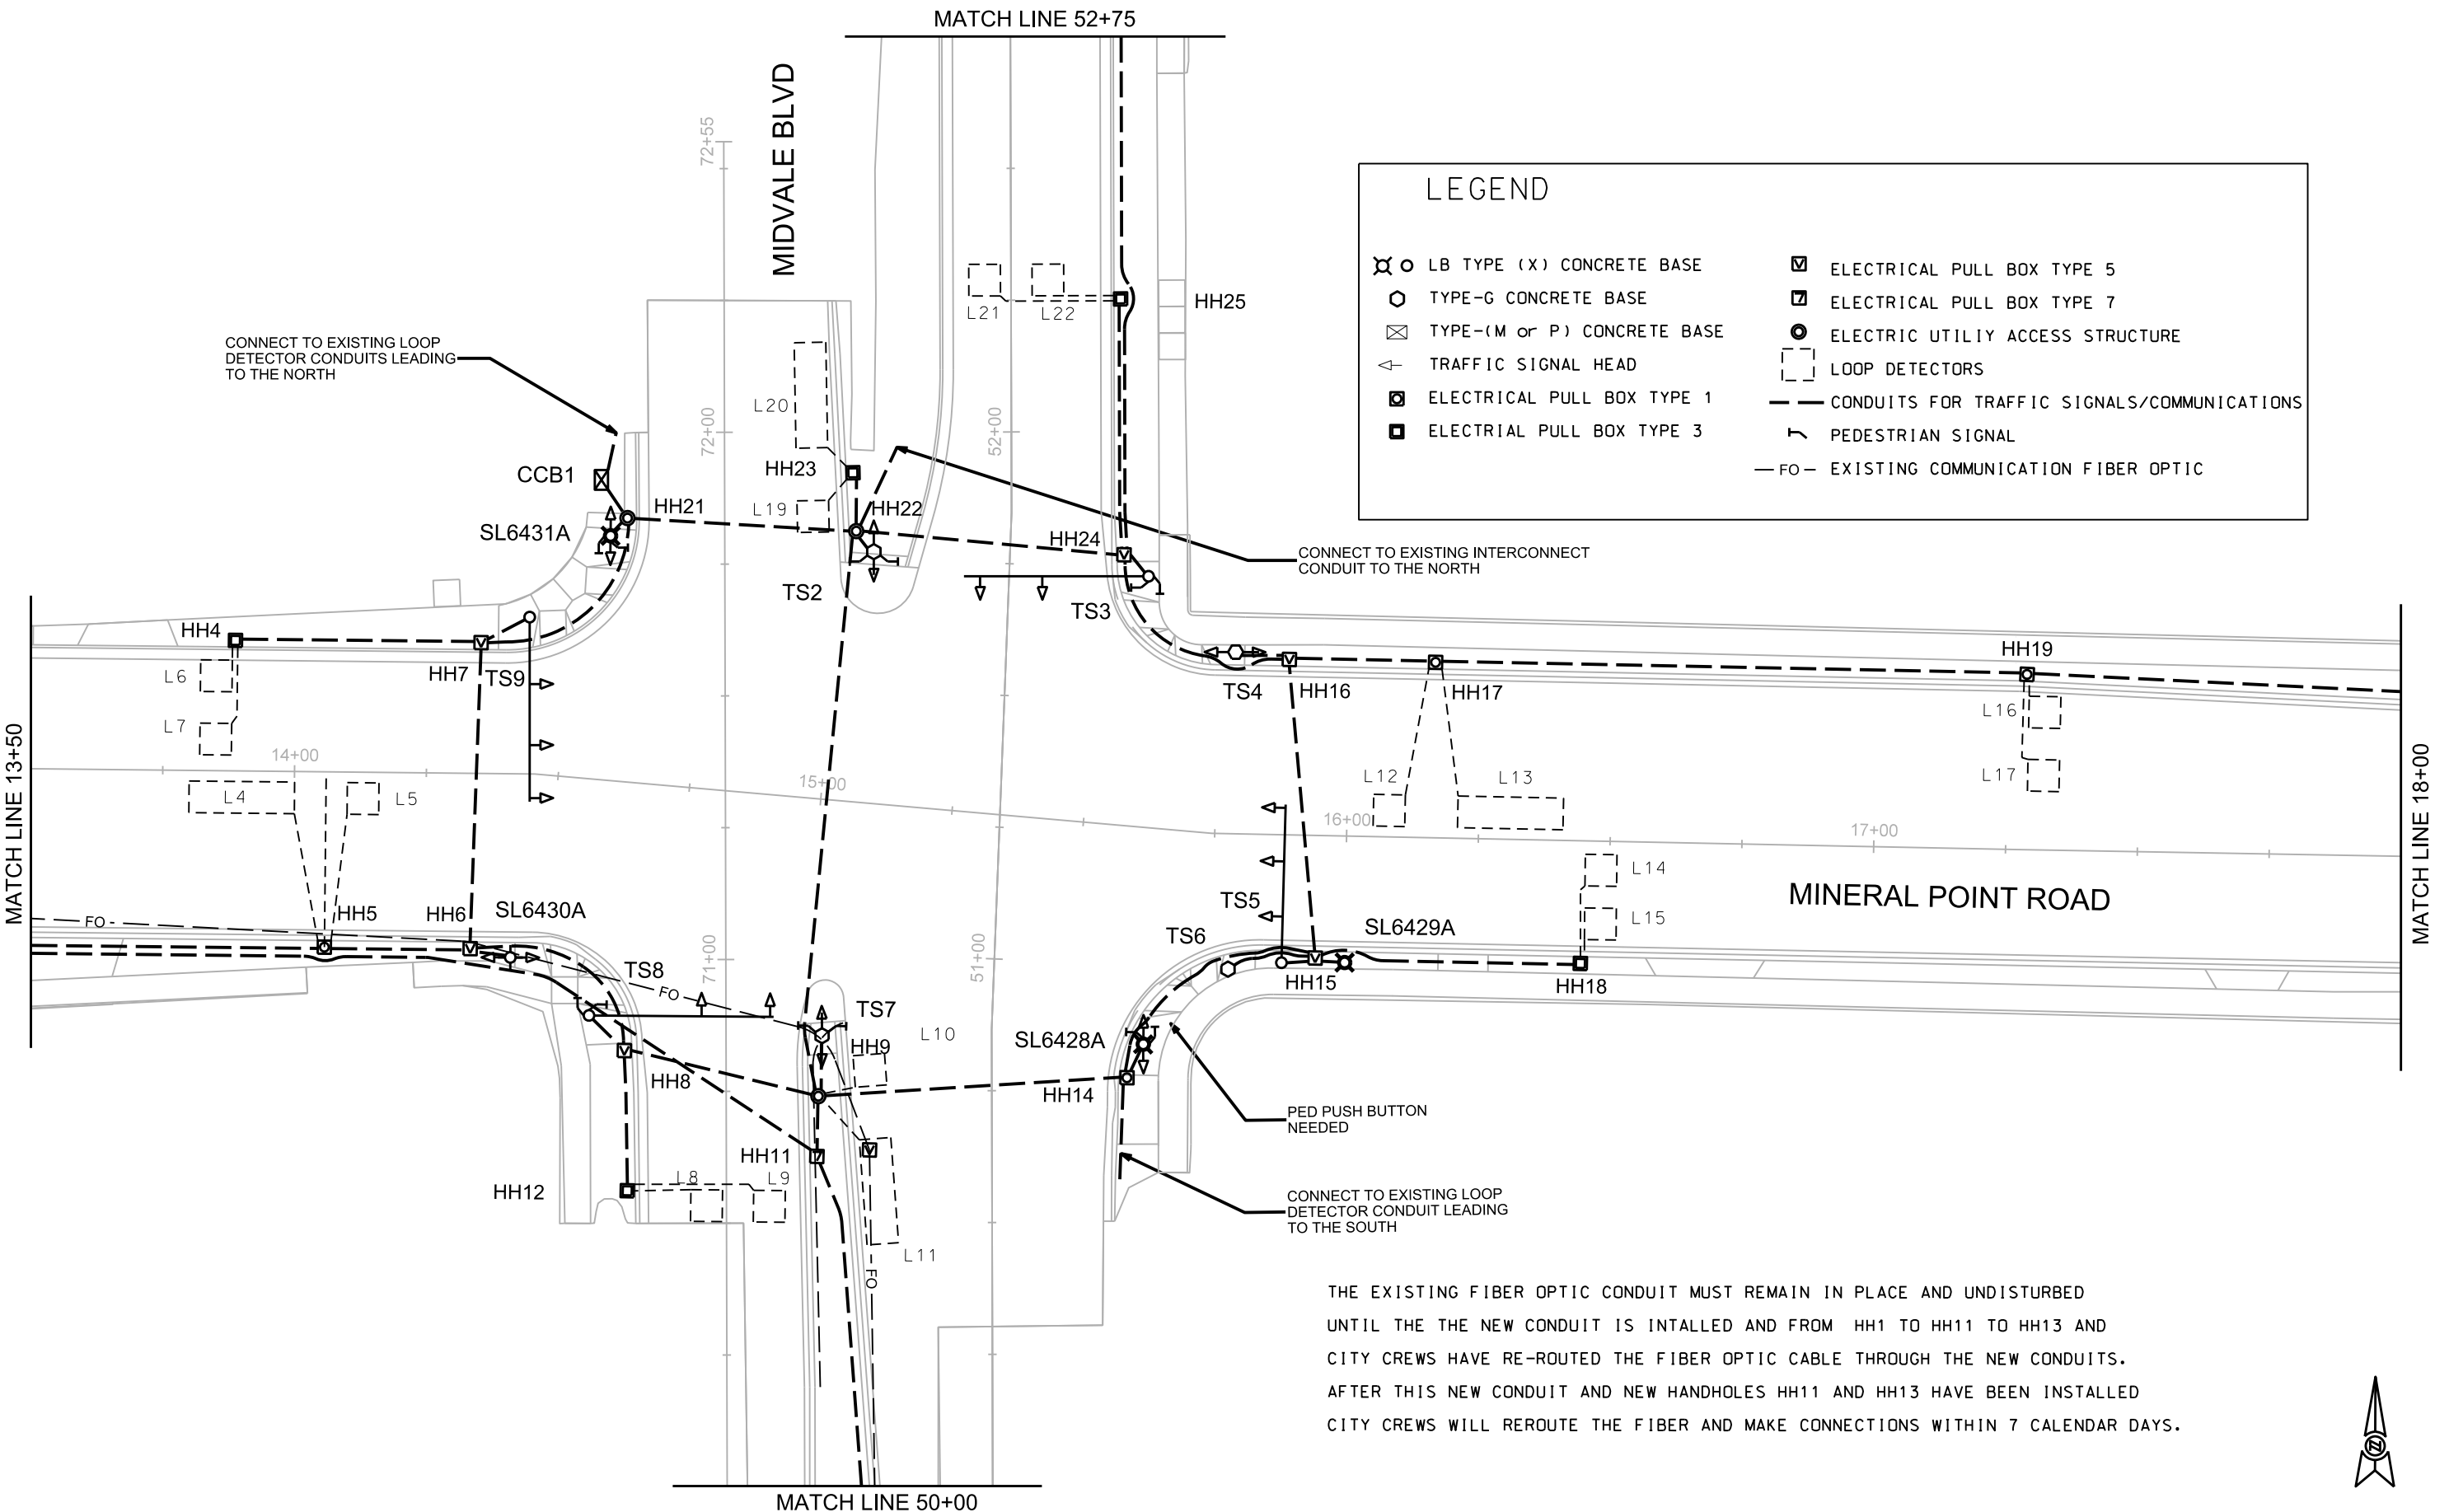 MATCH LINE 52+75
MIDVALE BLVD
72+55
LEGEND
LB TYPE (X) CONCRETE BASE
TYPE-G CONCRETE BASE
TYPE-(M or P) CONCRETE BASE
TRAFFIC SIGNAL HEAD
ELECTRICAL PULL BOX TYPE 1
ELECTRIAL PULL BOX TYPE 3
ELECTRICAL PULL BOX TYPE 5
ELECTRICAL PULL BOX TYPE 7
ELECTRIC UTILIY ACCESS STRUCTURE
LOOP DETECTORS
CONDUITS FOR TRAFFIC SIGNALS/COMMUNICATIONS
PEDESTRIAN SIGNAL
FO
EXISTING COMMUNICATION FIBER OPTIC
L21
L22
HH25
CONNECT TO EXISTING LOOP
DETECTOR CONDUITS LEADING
TO THE NORTH
L20
72+00
52+00
CCB1
HH23
HH21
L19
HH22
SL6431A
HH24
CONNECT TO EXISTING INTERCONNECT
CONDUIT TO THE NORTH
TS2
TS3
HH4
HH7
TS9
L6
L7
TS4
HH16
HH17
HH19
L16
L17
MATCH LINE 13+50
14+00
15+00
L4
L5
L12
L13
16+00
17+00
MATCH LINE 18+00
L14
L15
MINERAL POINT ROAD
FO
HH5
HH6
SL6430A
TS5
TS6
SL6429A
71+00
51+00
TS8
FO
HH15
HH18
TS7
HH9
L10
SL6428A
HH8
HH14
PED PUSH BUTTON
NEEDED
HH11
L8
L9
HH12
CONNECT TO EXISTING LOOP
DETECTOR CONDUIT LEADING
TO THE SOUTH
L11
FO
THE EXISTING FIBER OPTIC CONDUIT MUST REMAIN IN PLACE AND UNDISTURBED
UNTIL THE THE NEW CONDUIT IS INTALLED AND FROM HH1 TO HH11 TO HH13 AND
CITY CREWS HAVE RE-ROUTED THE FIBER OPTIC CABLE THROUGH THE NEW CONDUITS.
AFTER THIS NEW CONDUIT AND NEW HANDHOLES HH11 AND HH13 HAVE BEEN INSTALLED
CITY CREWS WILL REROUTE THE FIBER AND MAKE CONNECTIONS WITHIN 7 CALENDAR DAYS.
N
MATCH LINE 50+00